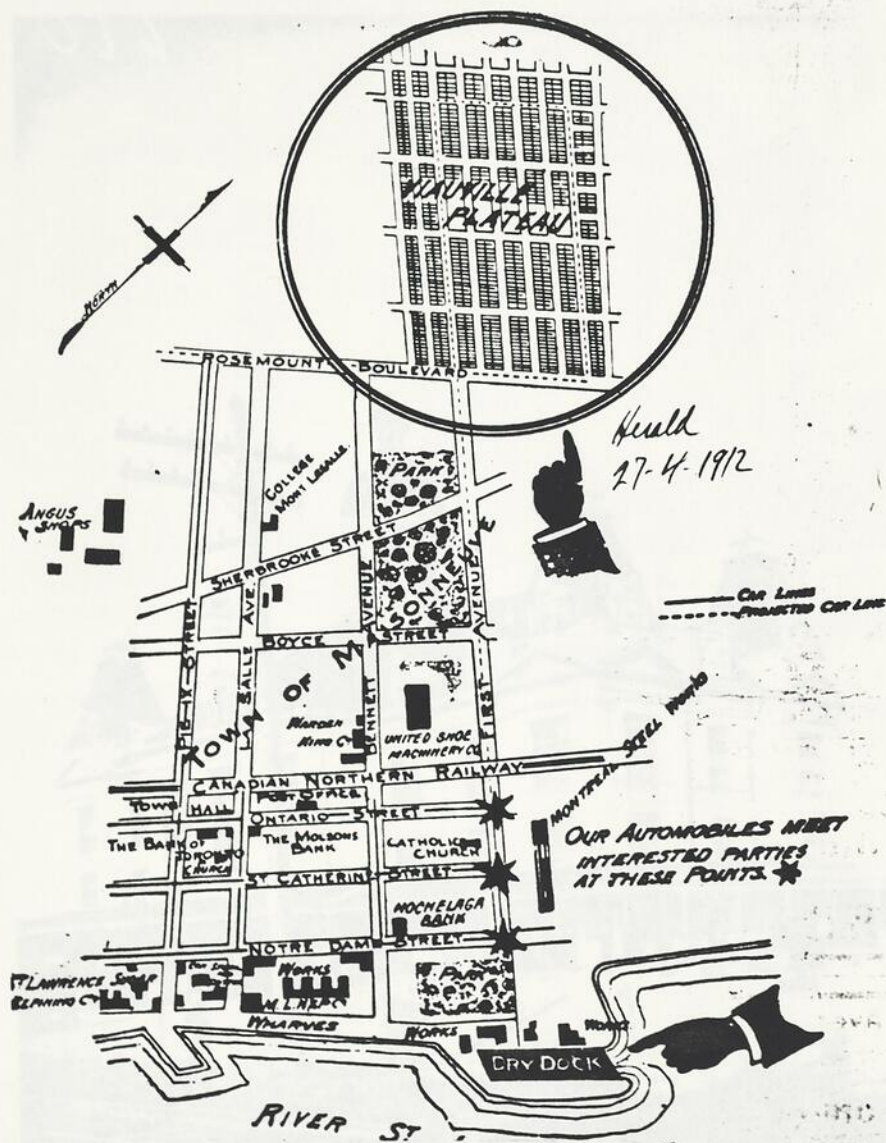 VIAUVILLE
PLATEAU
NORTH
ROSEMOUNT BOULEVARD
Herald
27-4-1912
COLLEGE
MONT LASALLE
PARK
ANGUS
SHOPS
SHERBROOKE STREET
CAR LINES
PROJECTED CAR LINE
PIE-IX STREET
LA SALLE AVE.
BENNETT AVENUE
FIRST AVENUE
BOYCE STREET
TOWN OF MAISONNEUVE
WARDEN
KING CO
UNITED SHOE
MACHINERY CO
MONTREAL STEEL WORKS
CANADIAN NORTHERN RAILWAY
TOWN HALL
POST OFFICE
ONTARIO STREET
THE BANK OF
TORONTO
CHURCH
THE MOLSONS
BANK
CATHOLIC
CHURCH
OUR AUTOMOBILES MEET
INTERESTED PARTIES
AT THESE POINTS.
ST CATHERINE STREET
HOCHELAGA
BANK
NOTRE DAME STREET
ST LAWRENCE SUGAR
REFINING CO
WORKS
PARK
WHARVES
WORKS
WORKS
DRY DOCK
RIVER ST